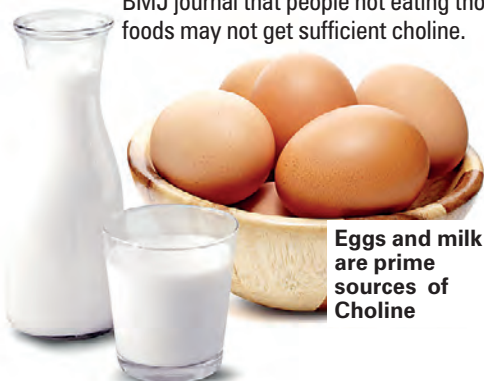 BMJ journal that people not eating
foods may not get sufficient choline.
Eggs and milk
are prime
sources of
Choline